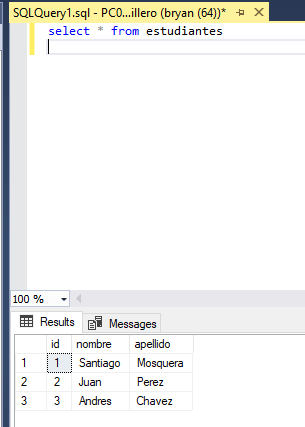 SQLQuery1.sql - PC0...illero (bryan (64))*
select * from estudiantes
100 %
Results Messages
id nombre apellido
1 1 Santiago Mosquera
2 2 Juan Perez
3 3 Andres Chavez